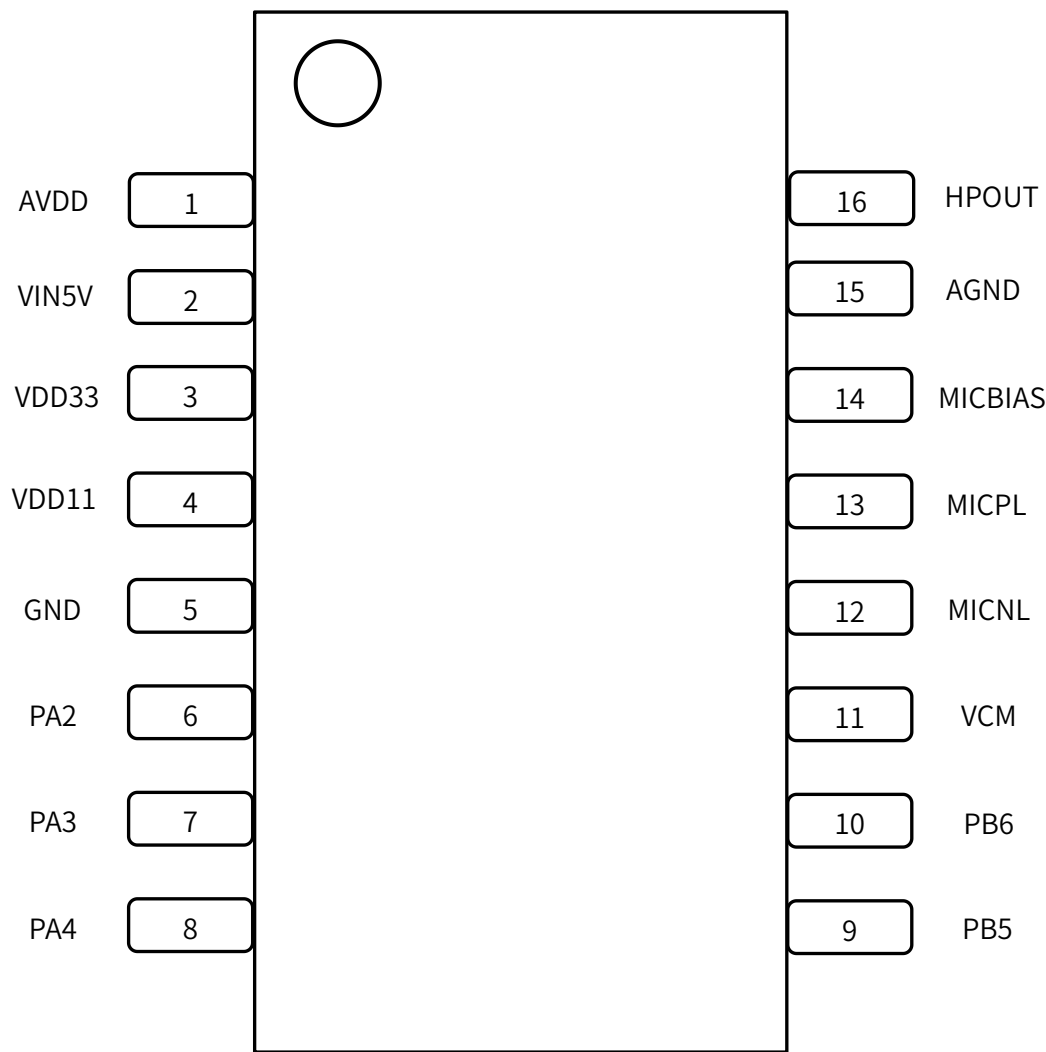 AVDD 1 16 HPOUT
VIN5V 2 15 AGND
VDD33 3 14 MICBIAS
VDD11 4 13 MICPL
GND 5 12 MICNL
PA2 6 11 VCM
PA3 7 10 PB6
PA4 8 9 PB5